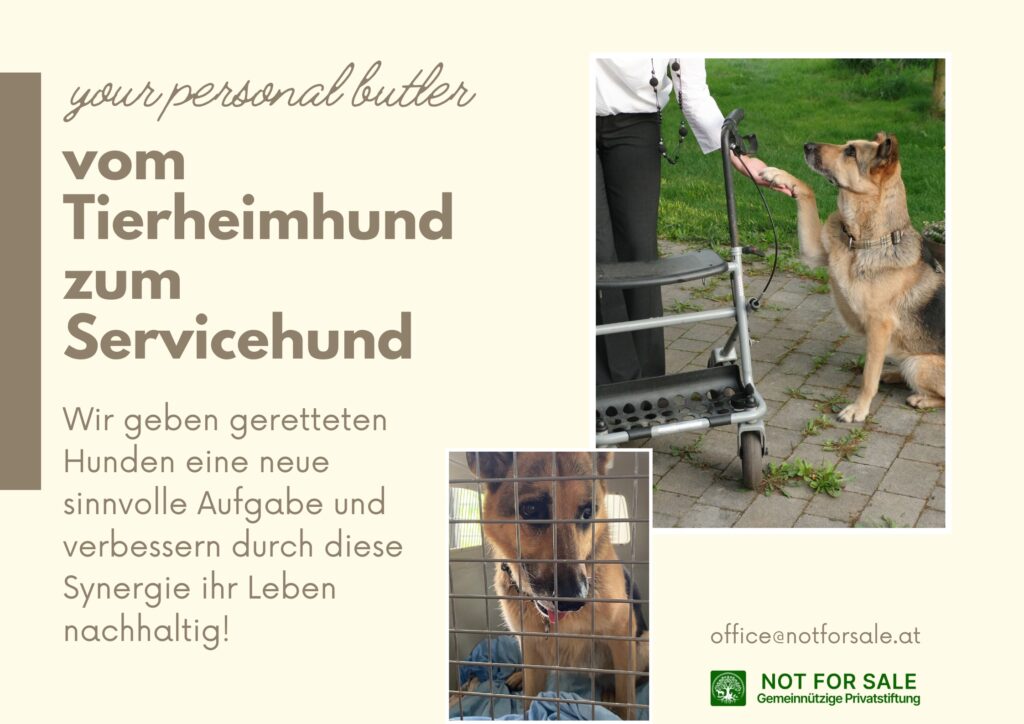 your personal butler
vom
Tierheimhund
zum
Servicehund
Wir geben geretteten
Hunden eine neue
sinnvolle Aufgabe und
verbessern durch diese
Synergie ihr Leben
nachhaltig!
office@notforsale.at
NOT FOR SALE
Gemeinnützige Privatstiftung